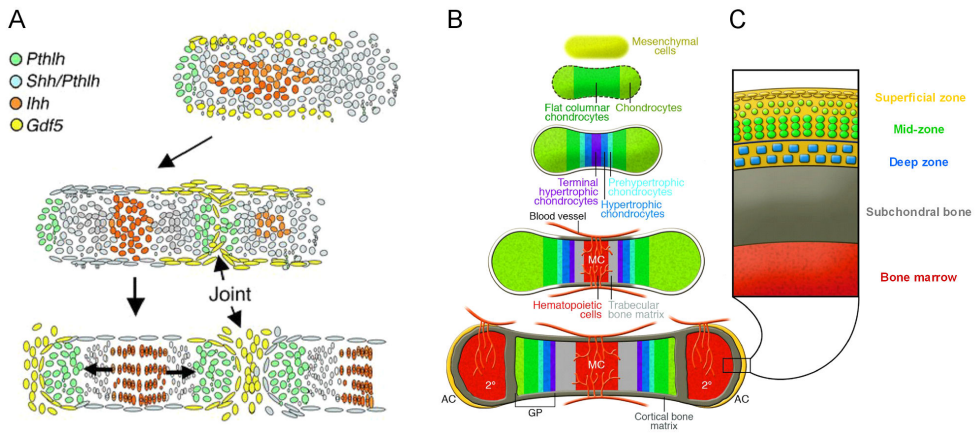 A
Pthlh
Shh/Pthlh
Ihh
Gdf5
Joint
B
Mesenchymal
cells
Flat columnar
chondrocytes
Chondrocytes
Terminal
hypertrophic
chondrocytes
Prehypertrophic
chondrocytes
Hypertrophic
chondrocytes
Blood vessel
MC
Hematopoietic
cells
Trabecular
bone matrix
MC
2°
2°
AC
AC
GP
Cortical bone
matrix
C
Superficial zone
Mid-zone
Deep zone
Subchondral bone
Bone marrow